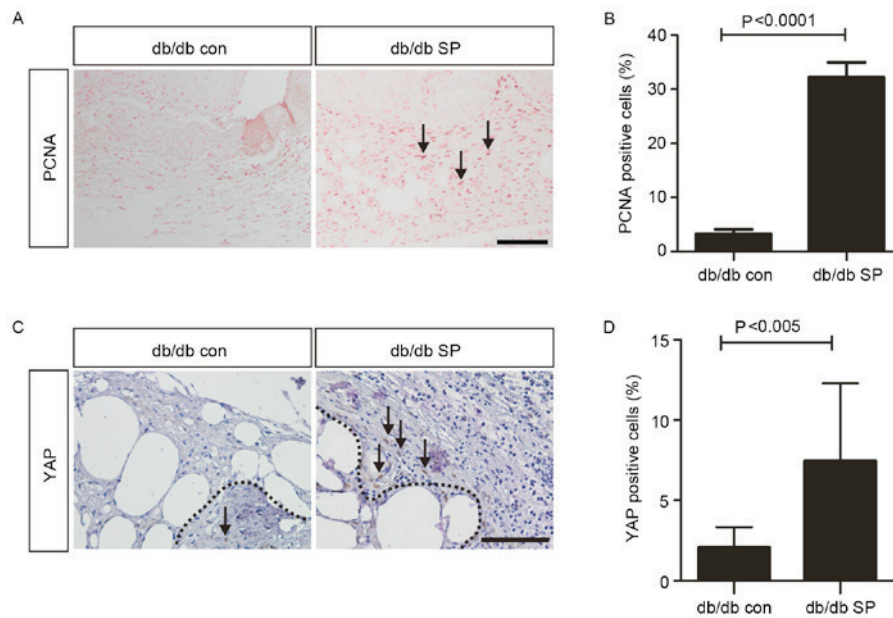 A
db/db con
db/db SP
PCNA
B
P<0.0001
PCNA positive cells (%)
40
30
20
10
0
db/db con
db/db SP
C
db/db con
db/db SP
YAP
D
P<0.005
YAP positive cells (%)
15
10
5
0
db/db con
db/db SP